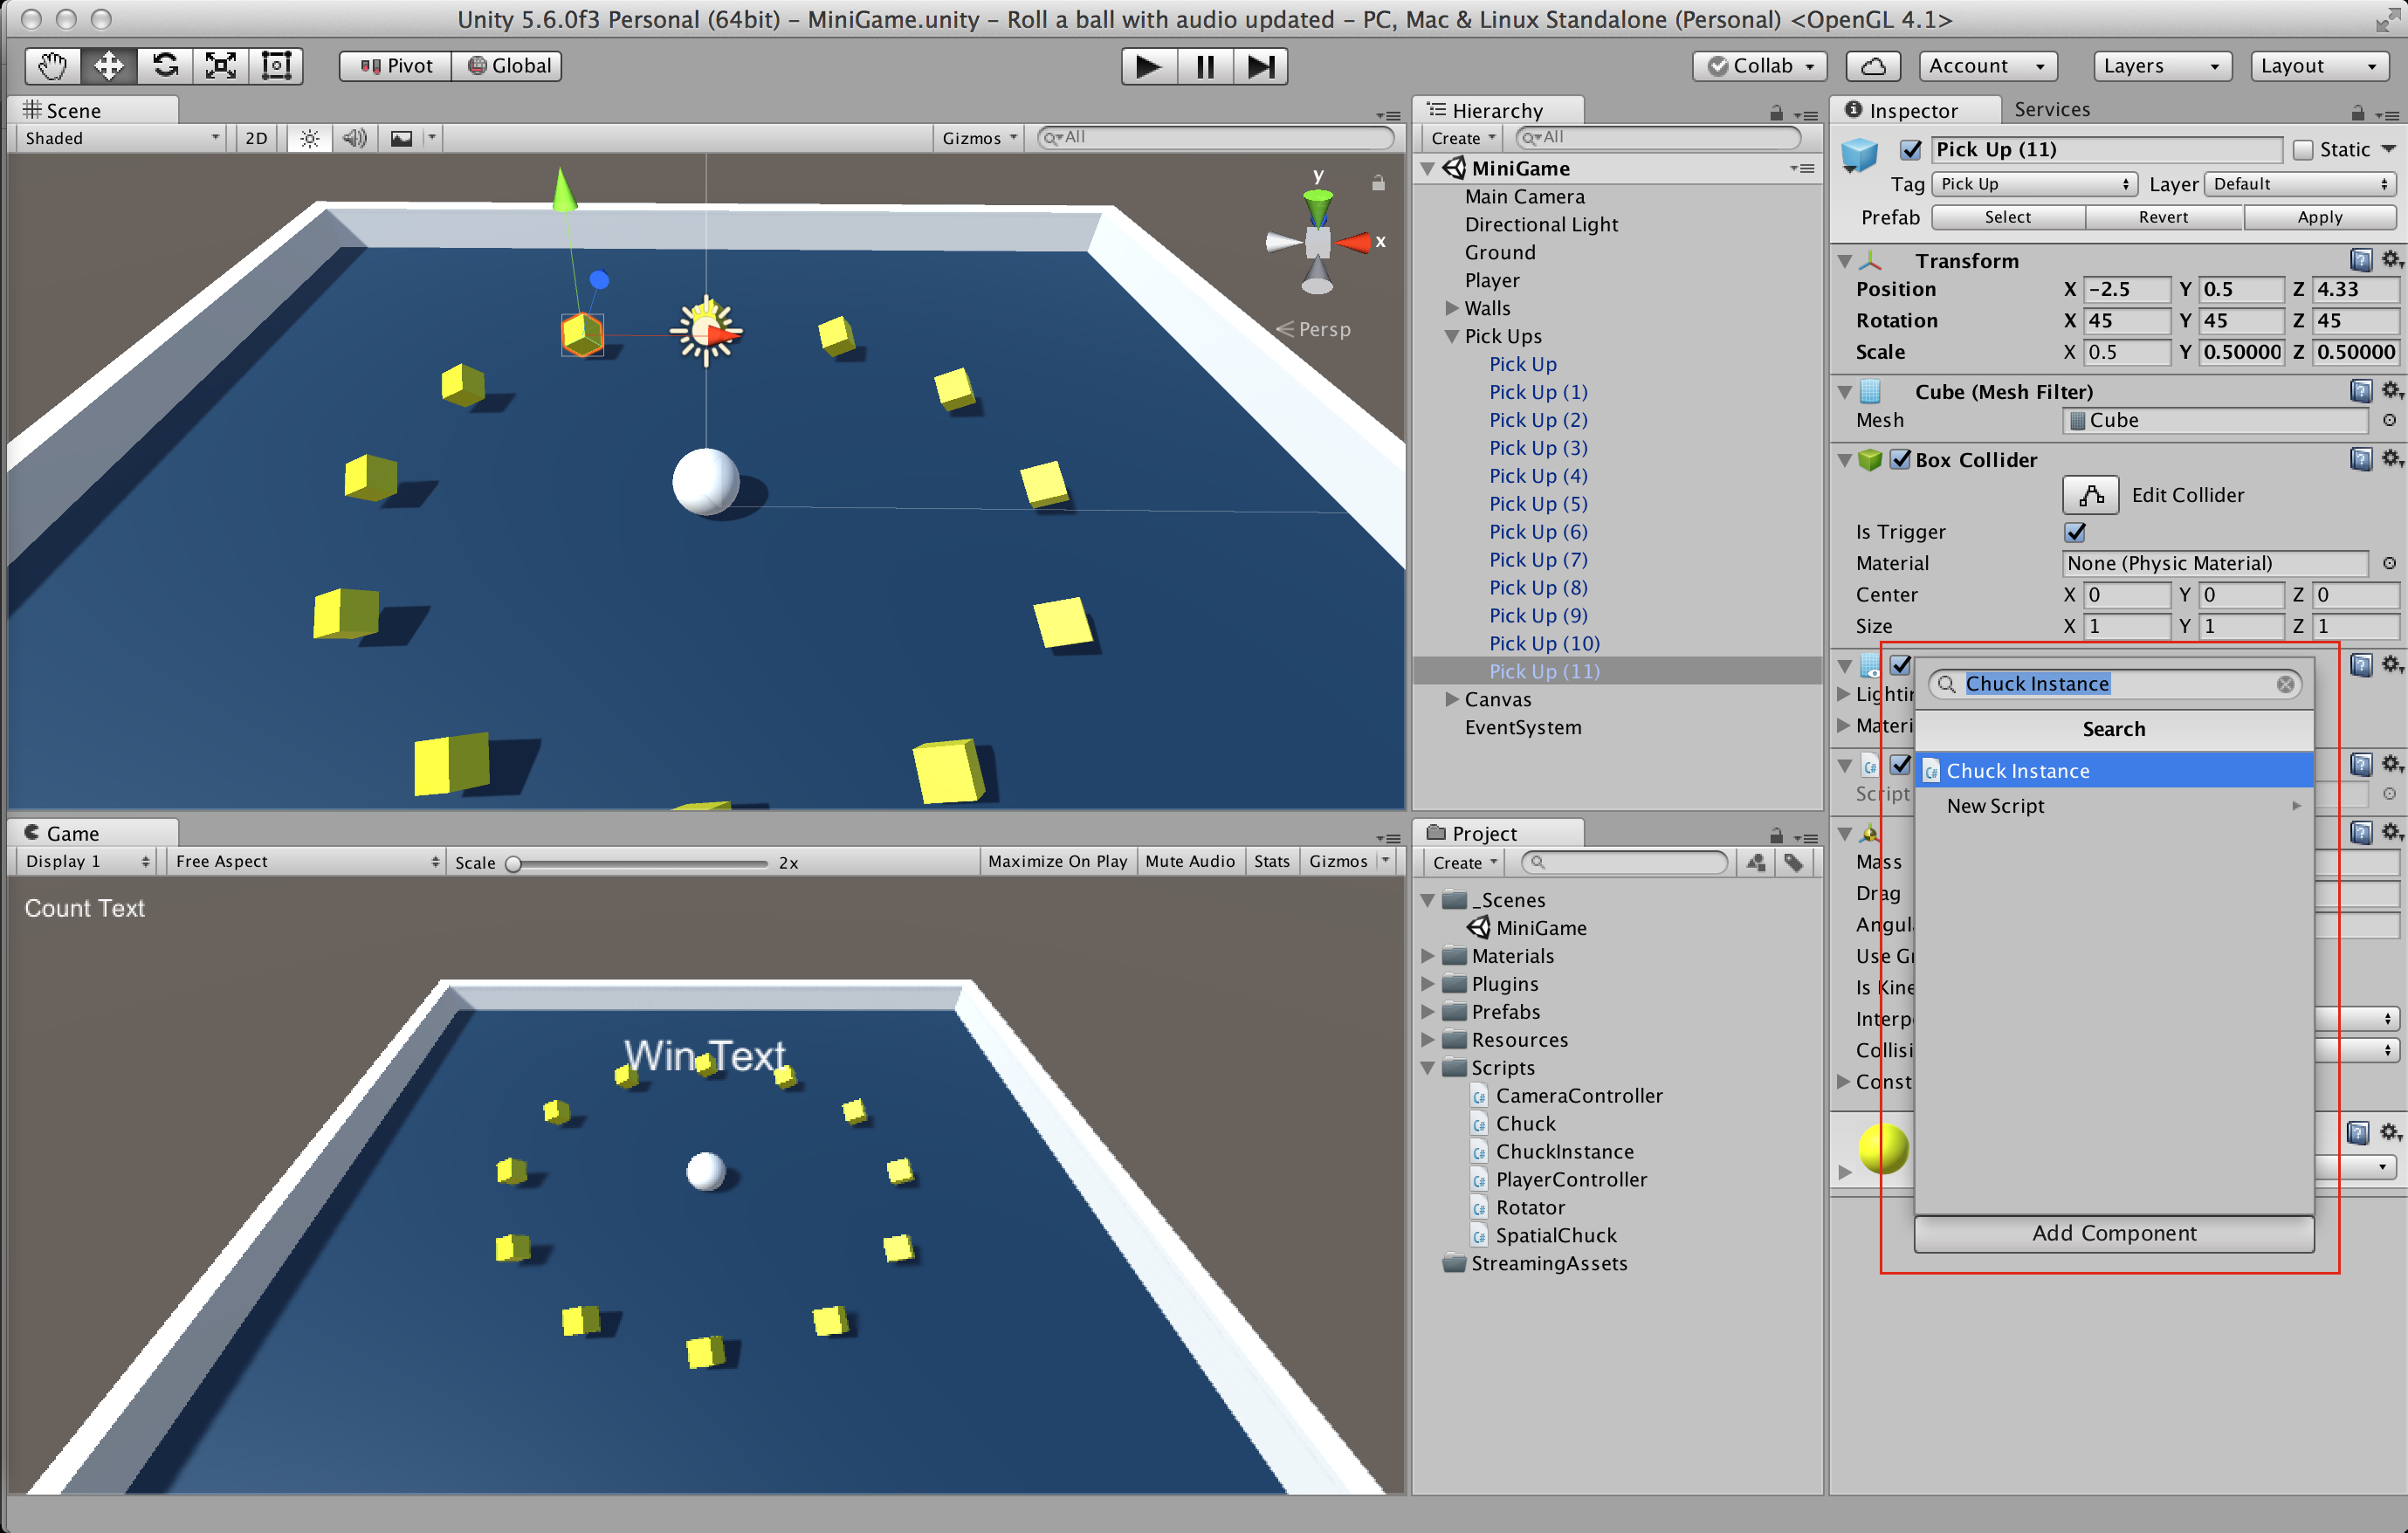 Unity 5.6.0f3 Personal (64bit) – MiniGame.unity – Roll a ball with audio updated – PC, Mac & Linux Standalone (Personal) <OpenGL 4.1>
Pivot Global Collab Account Layers Layout
Scene
Shaded 2D Gizmos All
y
x
Persp
Hierarchy
Create All
MiniGame
Main Camera
Directional Light
Ground
Player
Walls
Pick Ups
Pick Up
Pick Up (1)
Pick Up (2)
Pick Up (3)
Pick Up (4)
Pick Up (5)
Pick Up (6)
Pick Up (7)
Pick Up (8)
Pick Up (9)
Pick Up (10)
Pick Up (11)
Canvas
EventSystem
Inspector Services
Pick Up (11) Static
Tag Pick Up Layer Default
Prefab Select Revert Apply
Transform
Position X -2.5 Y 0.5 Z 4.33
Rotation X 45 Y 45 Z 45
Scale X 0.5 Y 0.50000 Z 0.50000
Cube (Mesh Filter)
Mesh Cube
Box Collider
Edit Collider
Is Trigger
Material None (Physic Material)
Center X 0 Y 0 Z 0
Size X 1 Y 1 Z 1
Lightin
Materi
Script
Mass
Drag
Angul
Use Gr
Is Kine
Interpo
Collisi
Const
Chuck Instance
Search
Chuck Instance
New Script
Add Component
Game
Display 1 Free Aspect Scale 2x Maximize On Play Mute Audio Stats Gizmos
Count Text
Win Text
Project
Create
_Scenes
MiniGame
Materials
Plugins
Prefabs
Resources
Scripts
CameraController
Chuck
ChuckInstance
PlayerController
Rotator
SpatialChuck
StreamingAssets